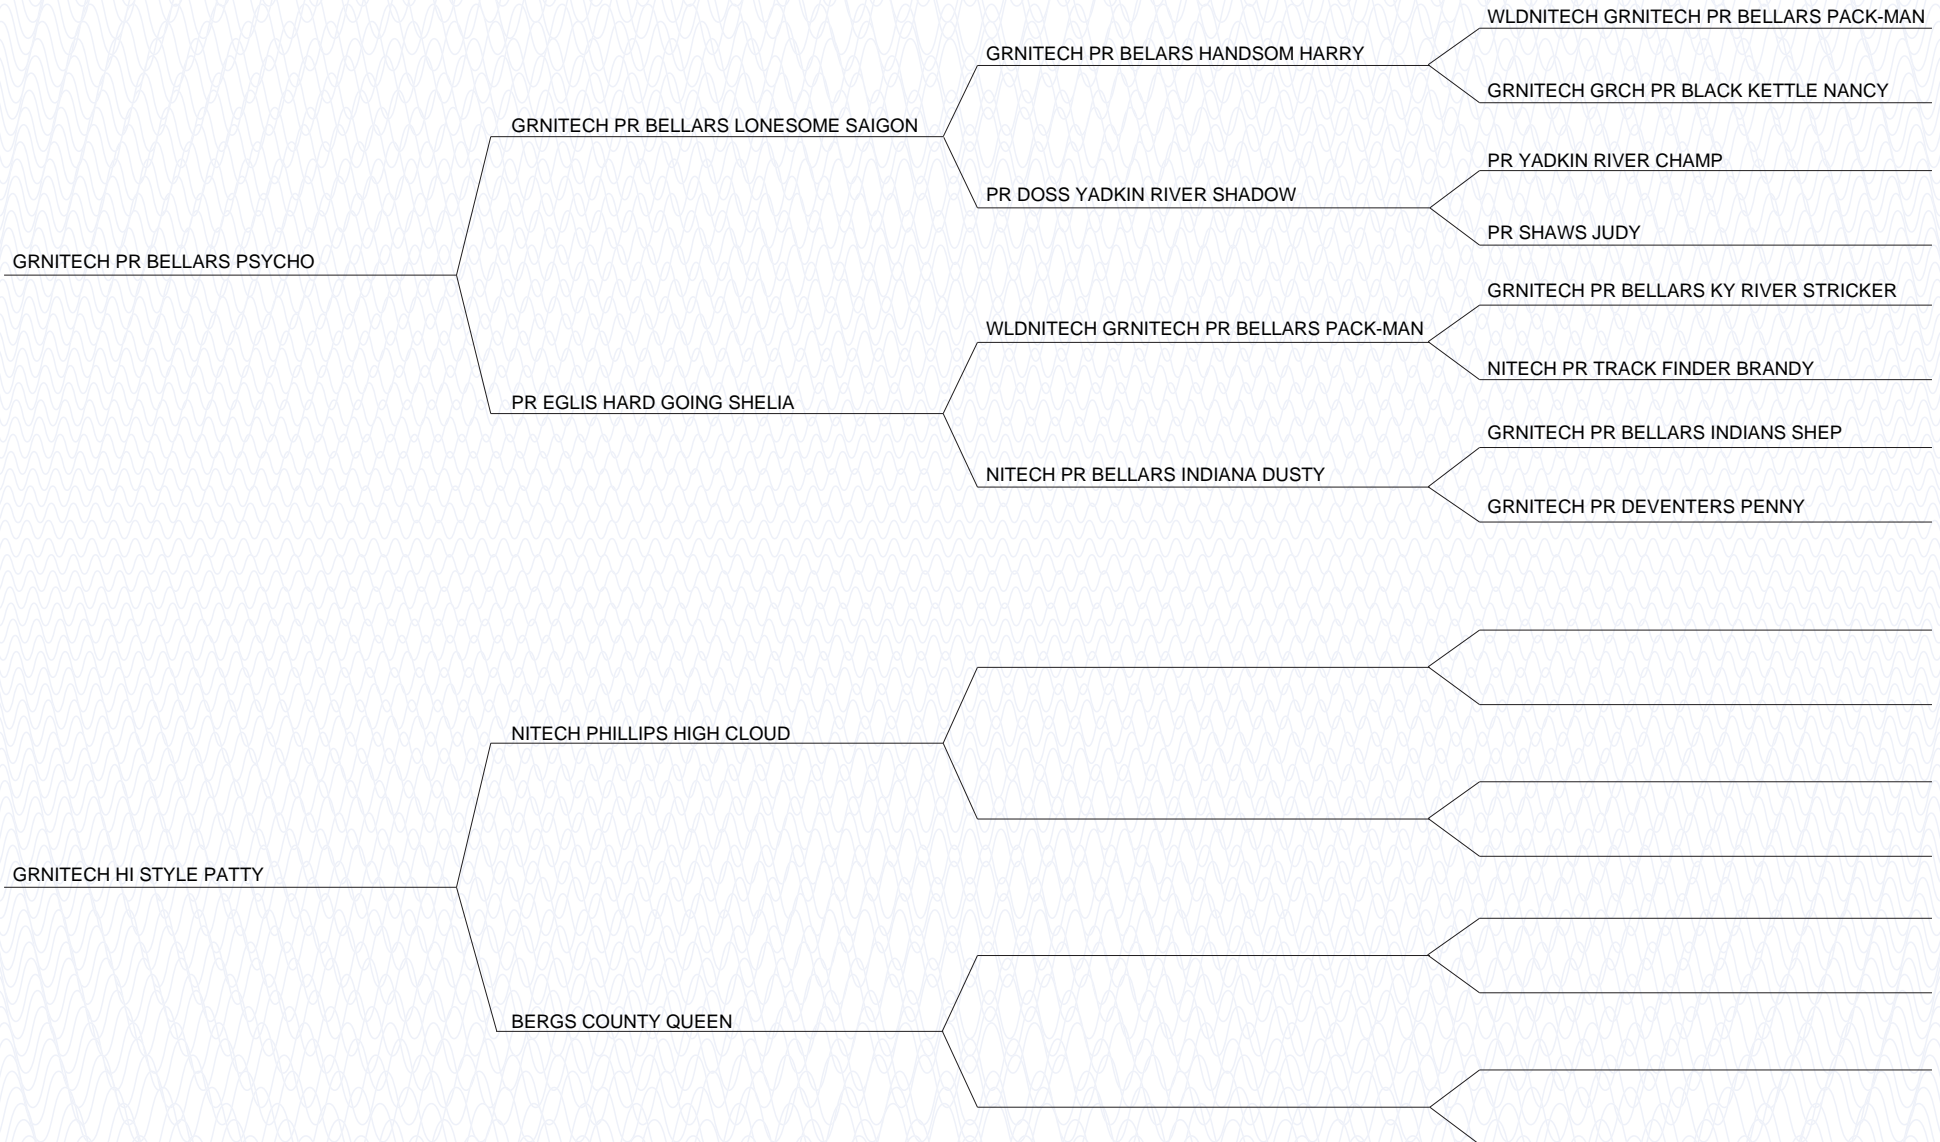 WLDNITECH GRNITECH PR BELLARS PACK-MAN
GRNITECH PR BELARS HANDSOM HARRY
GRNITECH GRCH PR BLACK KETTLE NANCY
GRNITECH PR BELLARS LONESOME SAIGON
PR YADKIN RIVER CHAMP
PR DOSS YADKIN RIVER SHADOW
PR SHAWS JUDY
GRNITECH PR BELLARS PSYCHO
GRNITECH PR BELLARS KY RIVER STRICKER
WLDNITECH GRNITECH PR BELLARS PACK-MAN
NITECH PR TRACK FINDER BRANDY
PR EGLIS HARD GOING SHELIA
GRNITECH PR BELLARS INDIANS SHEP
NITECH PR BELLARS INDIANA DUSTY
GRNITECH PR DEVENTERS PENNY
NITECH PHILLIPS HIGH CLOUD
GRNITECH HI STYLE PATTY
BERGS COUNTY QUEEN